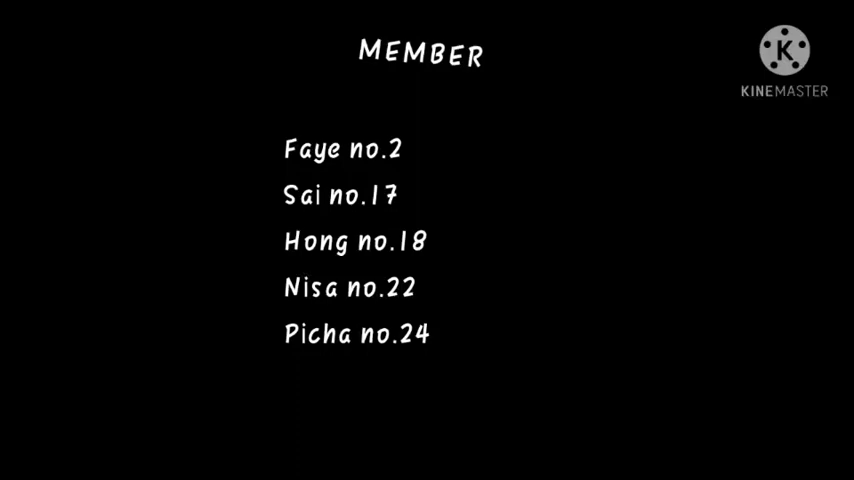 MEMBER
K
KINEMASTER
Faye no.2
Sai no.17
Hong no.18
Nisa no.22
Picha no.24